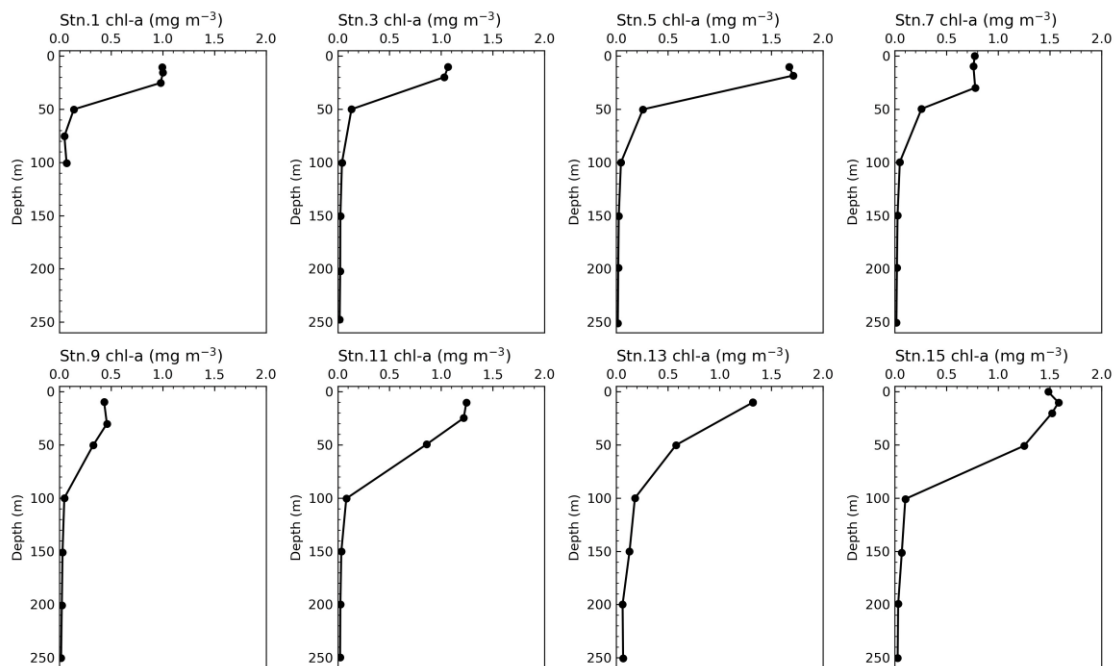 Stn.1 chl-a (mg m⁻³)
0.0 0.5 1.0 1.5 2.0
0
50
100
150
200
250
Depth (m)
Stn.3 chl-a (mg m⁻³)
0.0 0.5 1.0 1.5 2.0
0
50
100
150
200
250
Depth (m)
Stn.5 chl-a (mg m⁻³)
0.0 0.5 1.0 1.5 2.0
0
50
100
150
200
250
Depth (m)
Stn.7 chl-a (mg m⁻³)
0.0 0.5 1.0 1.5 2.0
0
50
100
150
200
250
Depth (m)
Stn.9 chl-a (mg m⁻³)
0.0 0.5 1.0 1.5 2.0
0
50
100
150
200
250
Depth (m)
Stn.11 chl-a (mg m⁻³)
0.0 0.5 1.0 1.5 2.0
0
50
100
150
200
250
Depth (m)
Stn.13 chl-a (mg m⁻³)
0.0 0.5 1.0 1.5 2.0
0
50
100
150
200
250
Depth (m)
Stn.15 chl-a (mg m⁻³)
0.0 0.5 1.0 1.5 2.0
0
50
100
150
200
250
Depth (m)